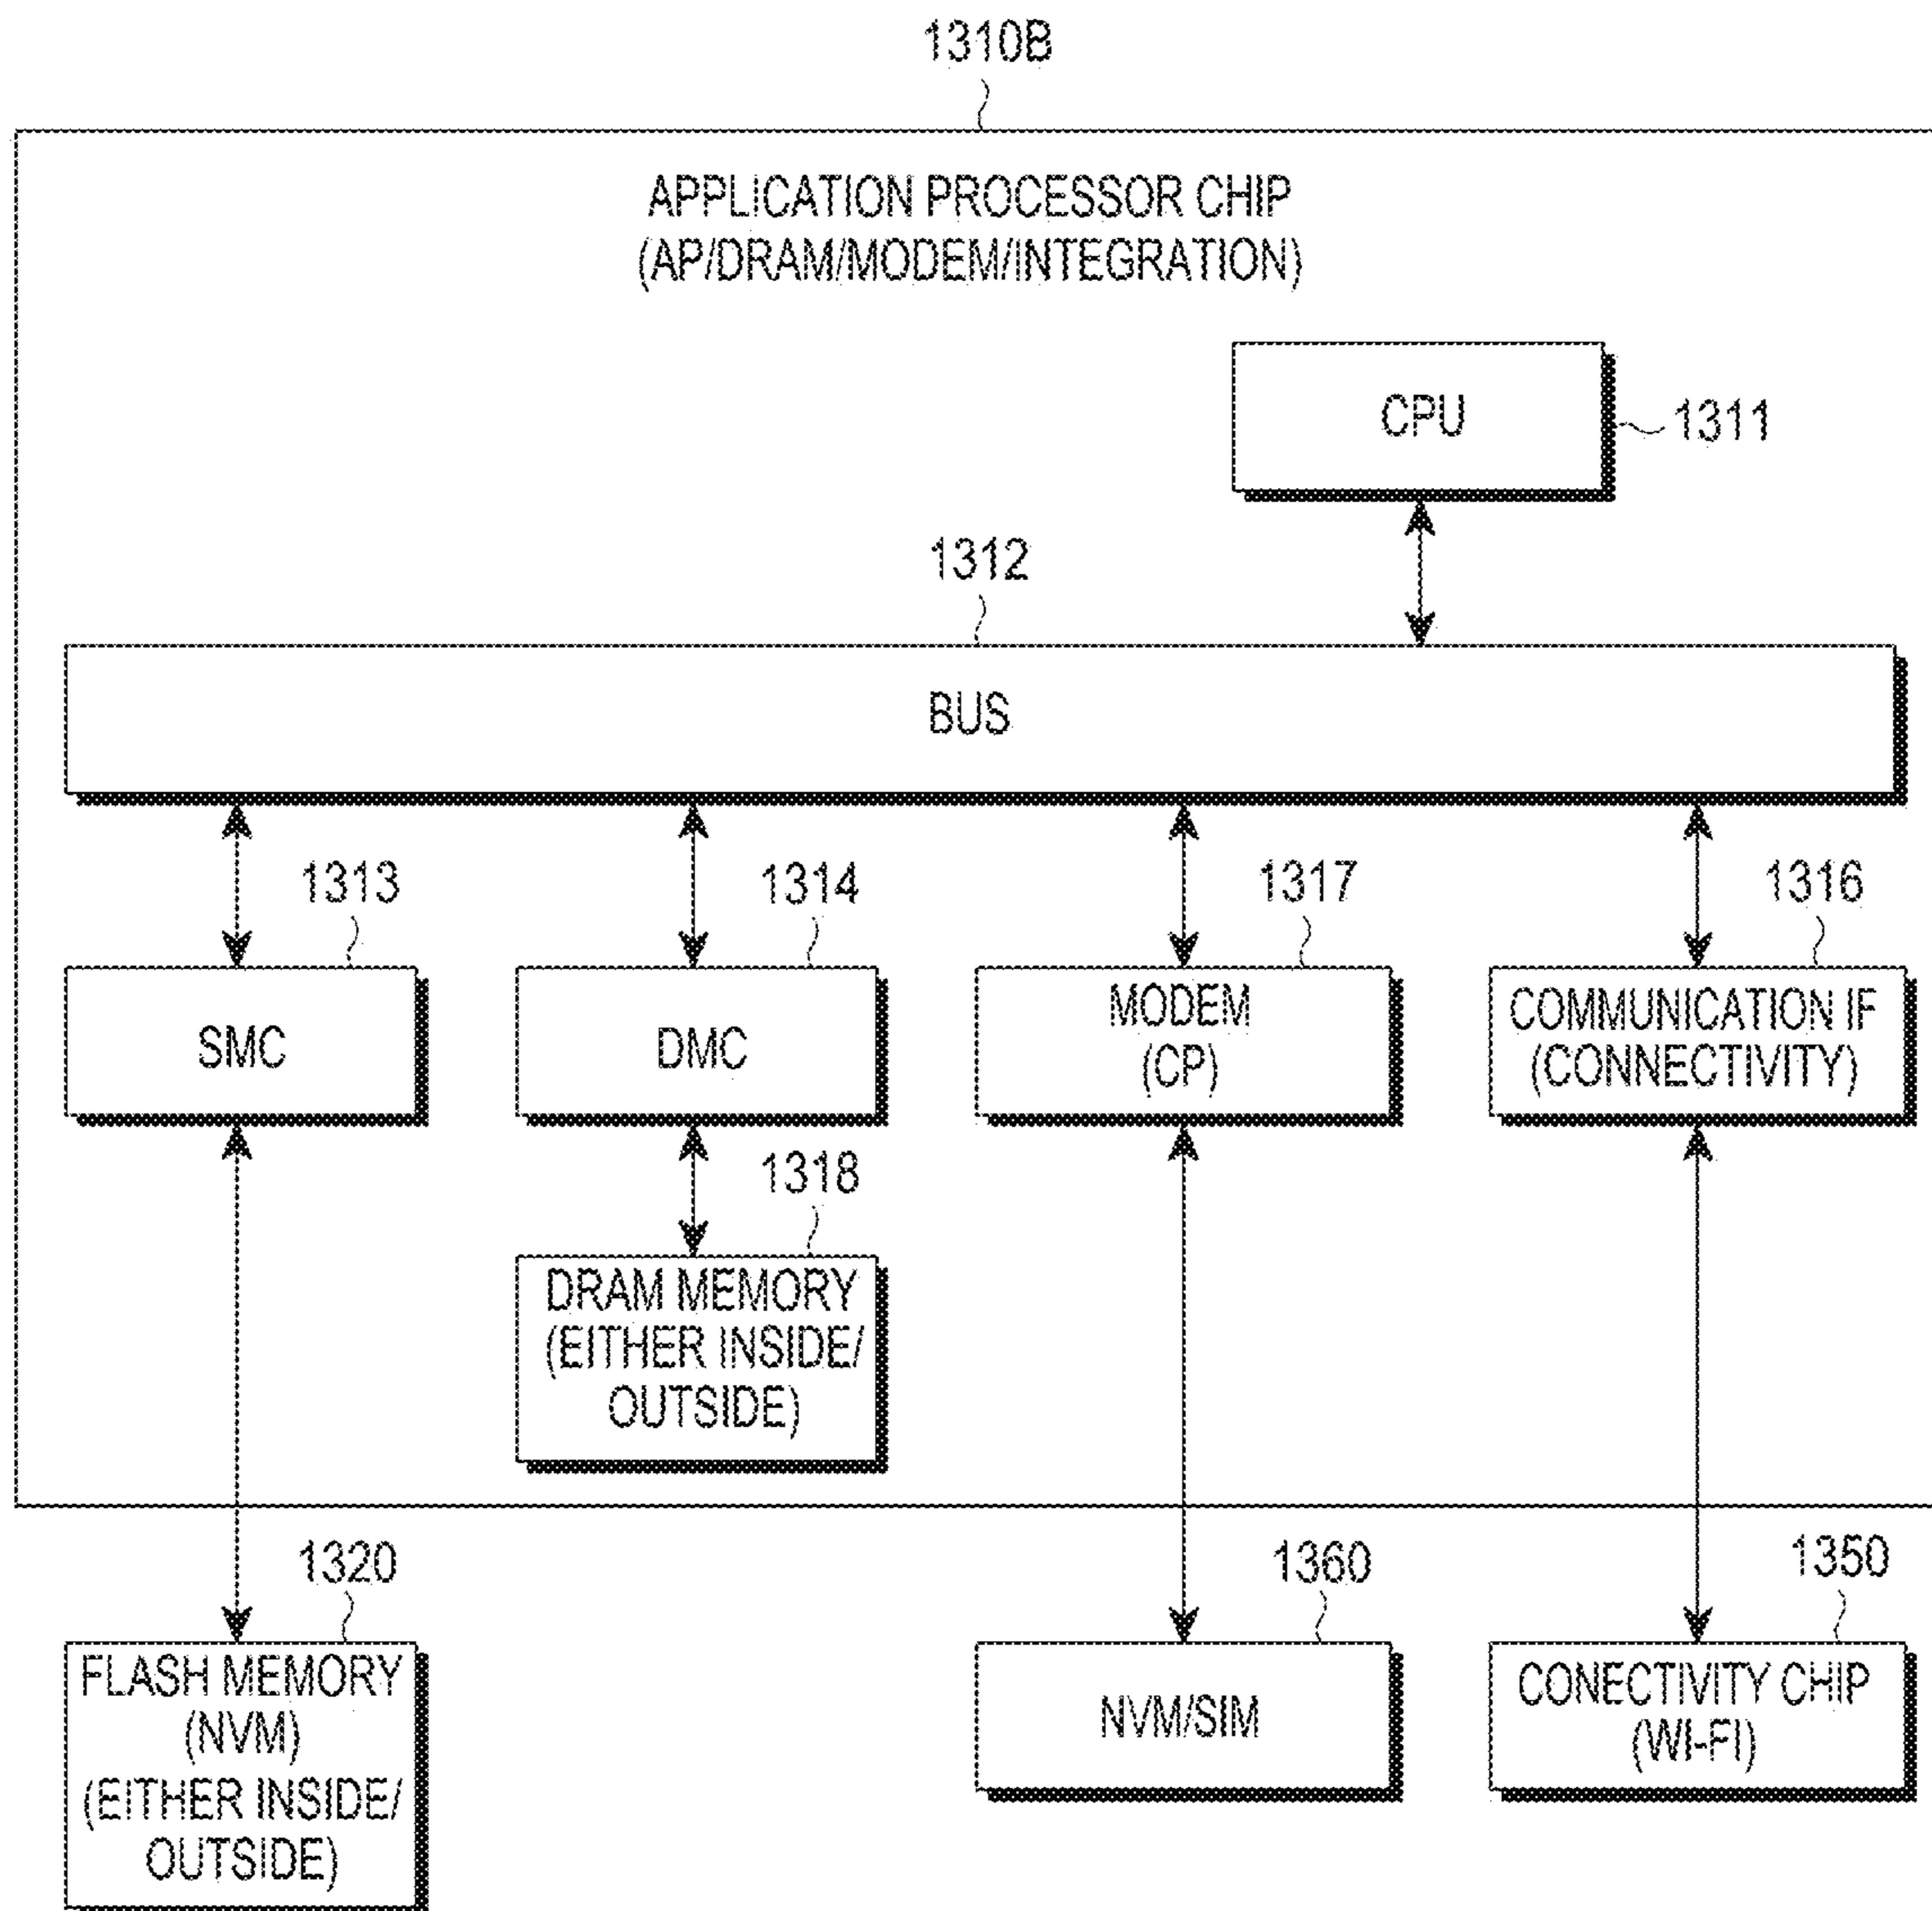 1310B
APPLICATION PROCESSOR CHIP
(AP/DRAM/MODEM/INTEGRATION)
CPU
1311
1312
BUS
1313
1314
1317
1316
SMC
DMC
MODEM
(CP)
COMMUNICATION IF
(CONNECTIVITY)
1318
DRAM MEMORY
(EITHER INSIDE/
OUTSIDE)
1320
1360
1350
FLASH MEMORY
(NVM)
(EITHER INSIDE/
OUTSIDE)
NVM/SIM
CONECTIVITY CHIP
(WI-FI)